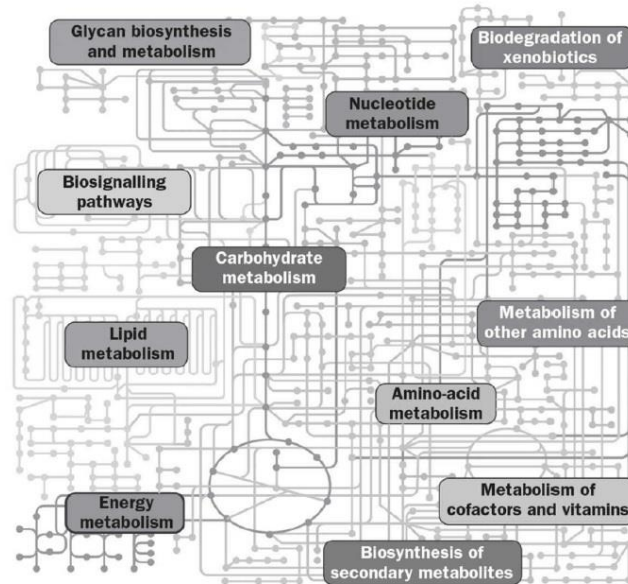 Glycan biosynthesis
and metabolism
Biodegradation of
xenobiotics
Nucleotide
metabolism
Biosignalling
pathways
Carbohydrate
metabolism
Metabolism of
other amino acids
Lipid
metabolism
Amino-acid
metabolism
Metabolism of
cofactors and vitamins
Energy
metabolism
Biosynthesis of
secondary metabolites